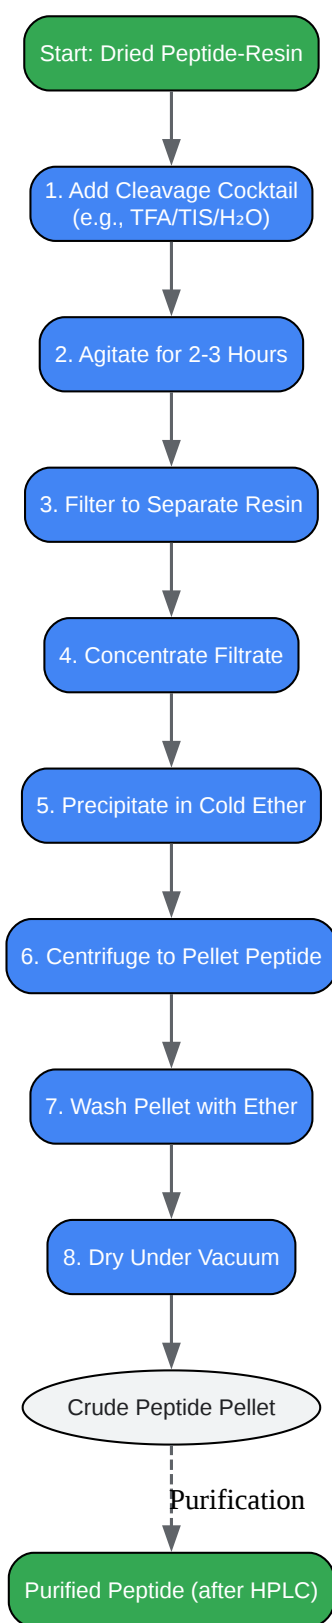 Start: Dried Peptide-Resin
1. Add Cleavage Cocktail
(e.g., TFA/TIS/H₂O)
2. Agitate for 2-3 Hours
3. Filter to Separate Resin
4. Concentrate Filtrate
5. Precipitate in Cold Ether
6. Centrifuge to Pellet Peptide
7. Wash Pellet with Ether
8. Dry Under Vacuum
Crude Peptide Pellet
Purification
Purified Peptide (after HPLC)